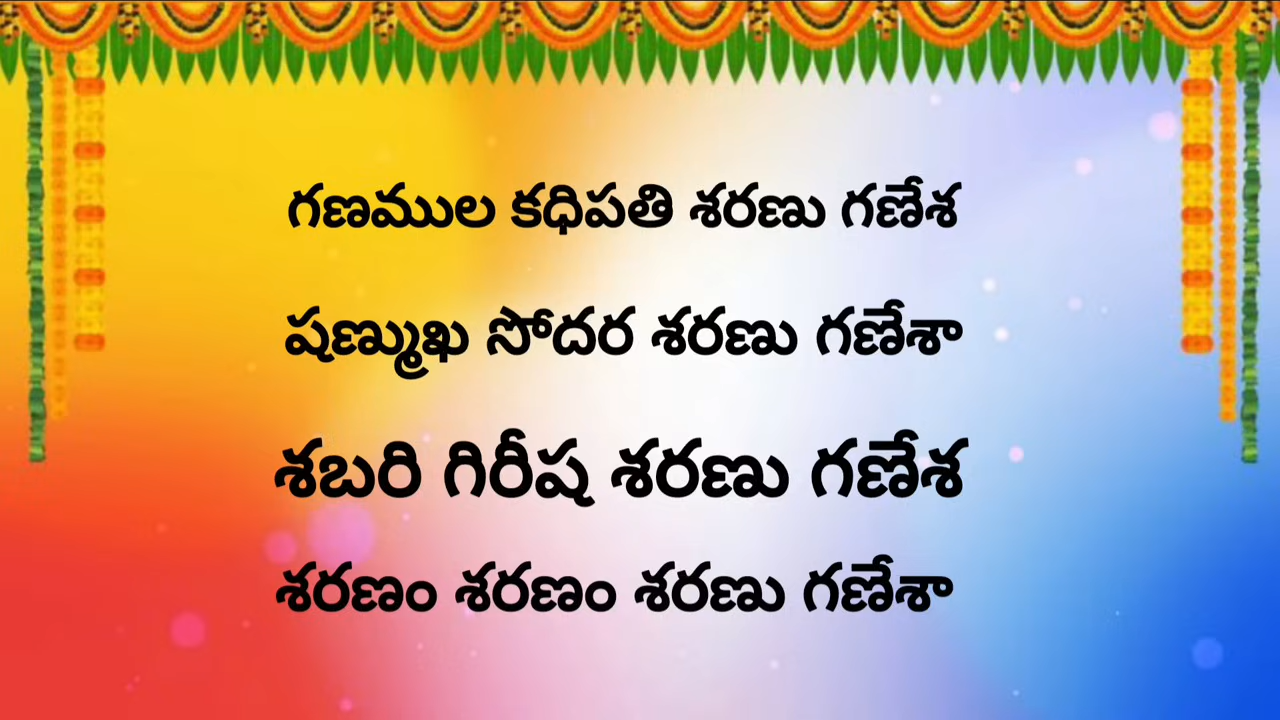 గణముల కధిపతి శరణు గణేశ
షణ్ముఖ సోదర శరణు గణేశా
శబరి గిరీష శరణు గణేశ
శరణం శరణం శరణు గణేశా